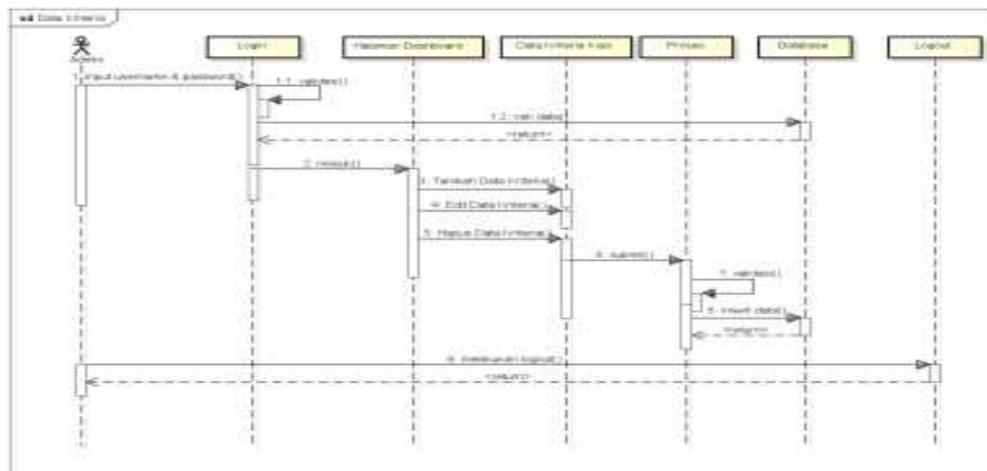 sd Data Kriteria
Admin
Login
Halaman Dashboard
Data Kriteria Kopi
Proses
Database
Logout
1: input username & password()
1.1: validasi()
1.2: cek data()
<return>
2: masuk()
3: Tambah Data Kriteria()
4: Edit Data Kriteria()
5: Hapus Data Kriteria()
6: submit()
7: validasi()
8: insert data()
<return>
9: melakukan logout()
<return>